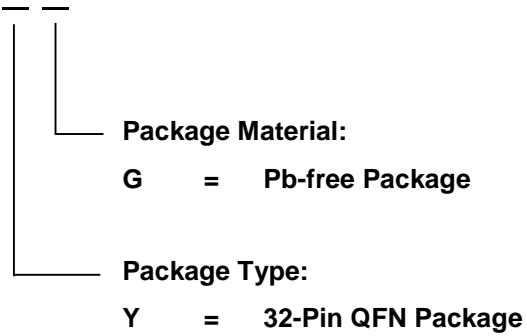 Package Material:
G = Pb-free Package
Package Type:
Y = 32-Pin QFN Package